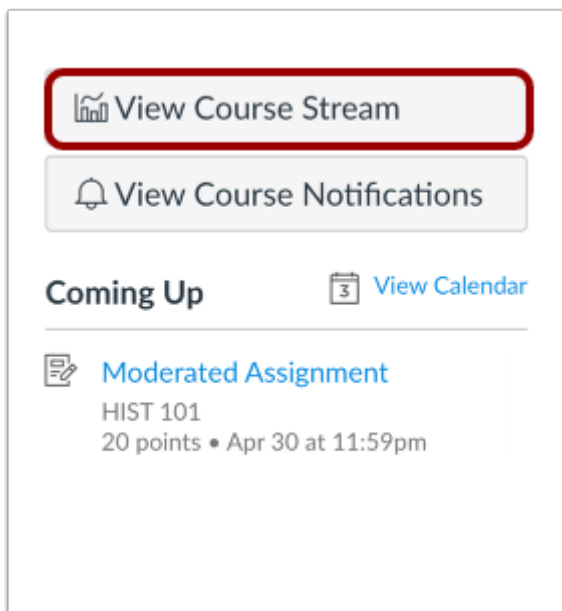 View Course Stream
View Course Notifications
Coming Up
3 View Calendar
Moderated Assignment
HIST 101
20 points • Apr 30 at 11:59pm